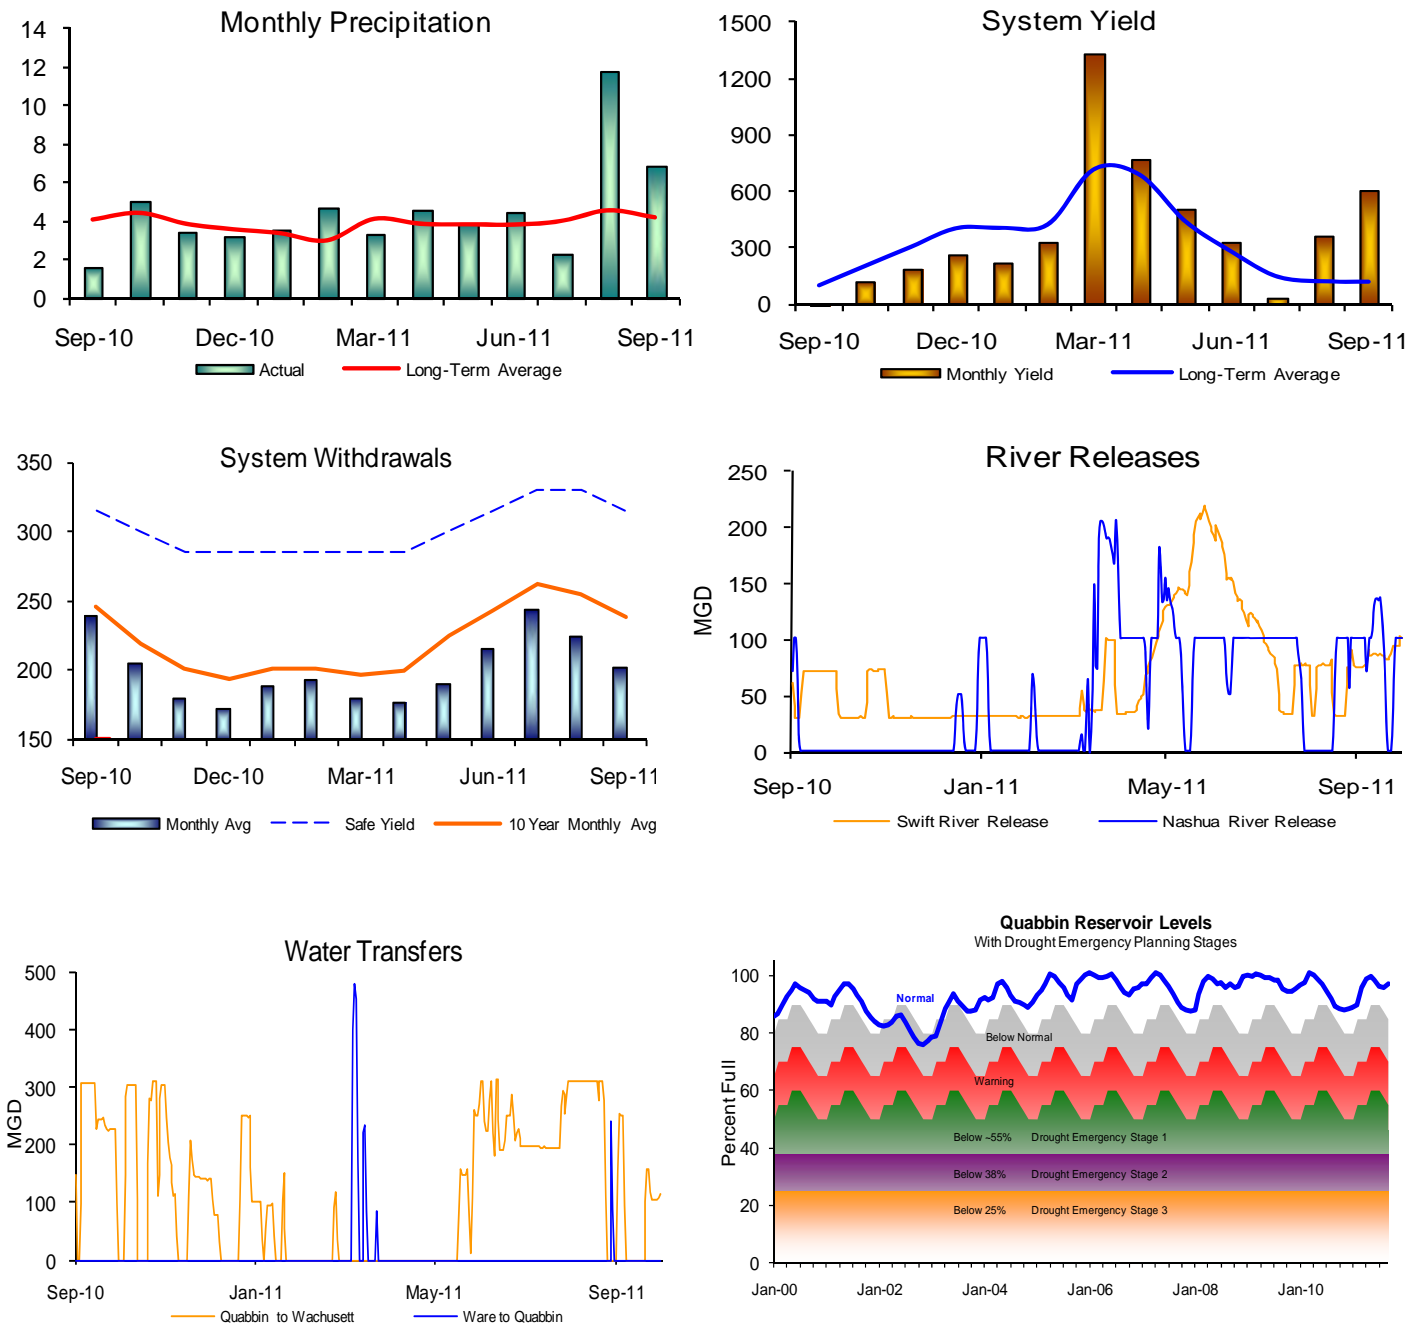 Monthly Precipitation
14
12
10
8
6
4
2
0
Sep-10 Dec-10 Mar-11 Jun-11 Sep-11
Actual Long-Term Average
System Yield
1500
1200
900
600
300
0
Sep-10 Dec-10 Mar-11 Jun-11 Sep-11
Monthly Yield Long-Term Average
System Withdrawals
350
300
250
200
150
Sep-10 Dec-10 Mar-11 Jun-11 Sep-11
Monthly Avg Safe Yield 10 Year Monthly Avg
River Releases
MGD
250
200
150
100
50
0
Sep-10 Jan-11 May-11 Sep-11
Swift River Release Nashua River Release
Water Transfers
MGD
500
400
300
200
100
0
Sep-10 Jan-11 May-11 Sep-11
Quabbin to Wachusett Ware to Quabbin
Quabbin Reservoir Levels
With Drought Emergency Planning Stages
Percent Full
100
80
60
40
20
0
Normal
Below Normal
Warning
Below ~55% Drought Emergency Stage 1
Below 38% Drought Emergency Stage 2
Below 25% Drought Emergency Stage 3
Jan-00 Jan-02 Jan-04 Jan-06 Jan-08 Jan-10